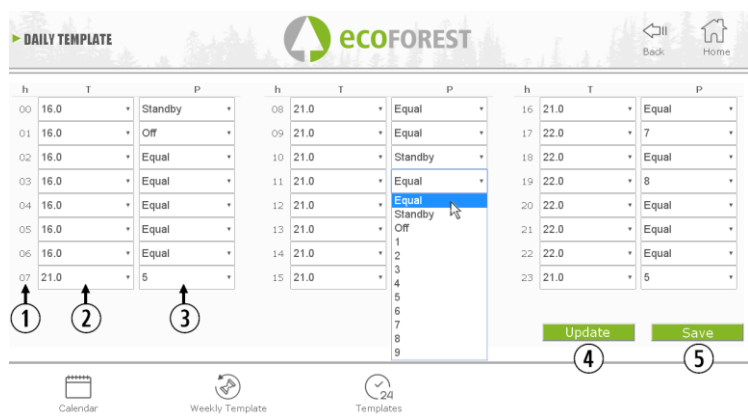 DAILY TEMPLATE
ecoFOREST
Back
Home
h T P
h T P
h T P
00 16.0 Standby
08 21.0 Equal
16 21.0 Equal
01 16.0 Off
09 21.0 Equal
17 22.0 7
02 16.0 Equal
10 21.0 Standby
18 22.0 Equal
03 16.0 Equal
11 21.0 Equal
19 22.0 8
04 16.0 Equal
12 21.0
20 22.0 Equal
05 16.0 Equal
13 21.0
21 22.0 Equal
06 16.0 Equal
14 21.0
22 22.0 Equal
07 21.0 5
15 21.0
23 21.0 5
Equal
Standby
Off
1
2
3
4
5
6
7
8
9
1
2
3
Update
Save
4
5
Calendar
Weekly Template
24
Templates